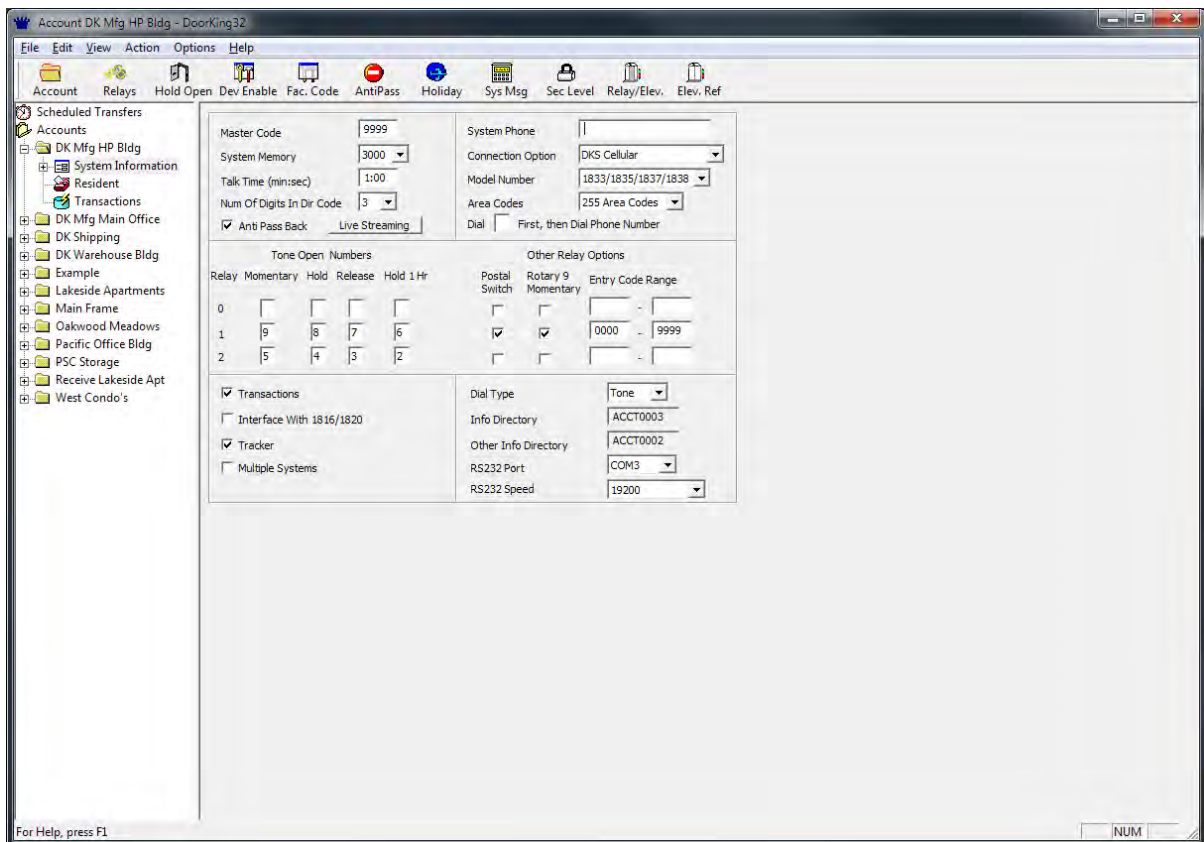 Account DK Mfg HP Bldg - DoorKing32
File Edit View Action Options Help
Account Relays Hold Open Dev Enable Fac. Code AntiPass Holiday Sys Msg Sec Level Relay/Elev. Elev. Ref
Scheduled Transfers
Accounts
DK Mfg HP Bldg
System Information
Resident
Transactions
DK Mfg Main Office
DK Shipping
DK Warehouse Bldg
Example
Lakeside Apartments
Main Frame
Oakwood Meadows
Pacific Office Bldg
PSC Storage
Receive Lakeside Apt
West Condo's
Master Code 9999
System Memory 3000
Talk Time (min:sec) 1:00
Num Of Digits In Dir Code 3
Anti Pass Back Live Streaming
System Phone
Connection Option DKS Cellular
Model Number 1833/1835/1837/1838
Area Codes 255 Area Codes
Dial First, then Dial Phone Number
Tone Open Numbers Other Relay Options
Relay Momentary Hold Release Hold 1 Hr Postal Switch Rotary 9 Momentary Entry Code Range
0 -
1 9 8 7 6 0000 - 9999
2 5 4 3 2 -
Transactions
Interface With 1816/1820
Tracker
Multiple Systems
Dial Type Tone
Info Directory ACCT0003
Other Info Directory ACCT0002
RS232 Port COM3
RS232 Speed 19200
For Help, press F1 NUM